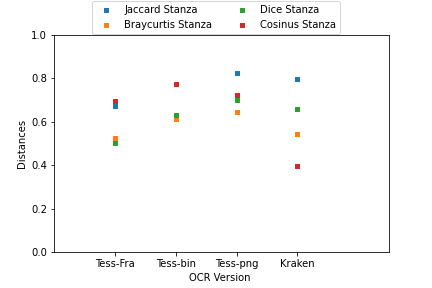 Jaccard Stanza Dice Stanza
Braycurtis Stanza Cosinus Stanza
1.0
0.8
0.6
0.4
0.2
0.0
Distances
Tess-Fra Tess-bin Tess-png Kraken
OCR Version